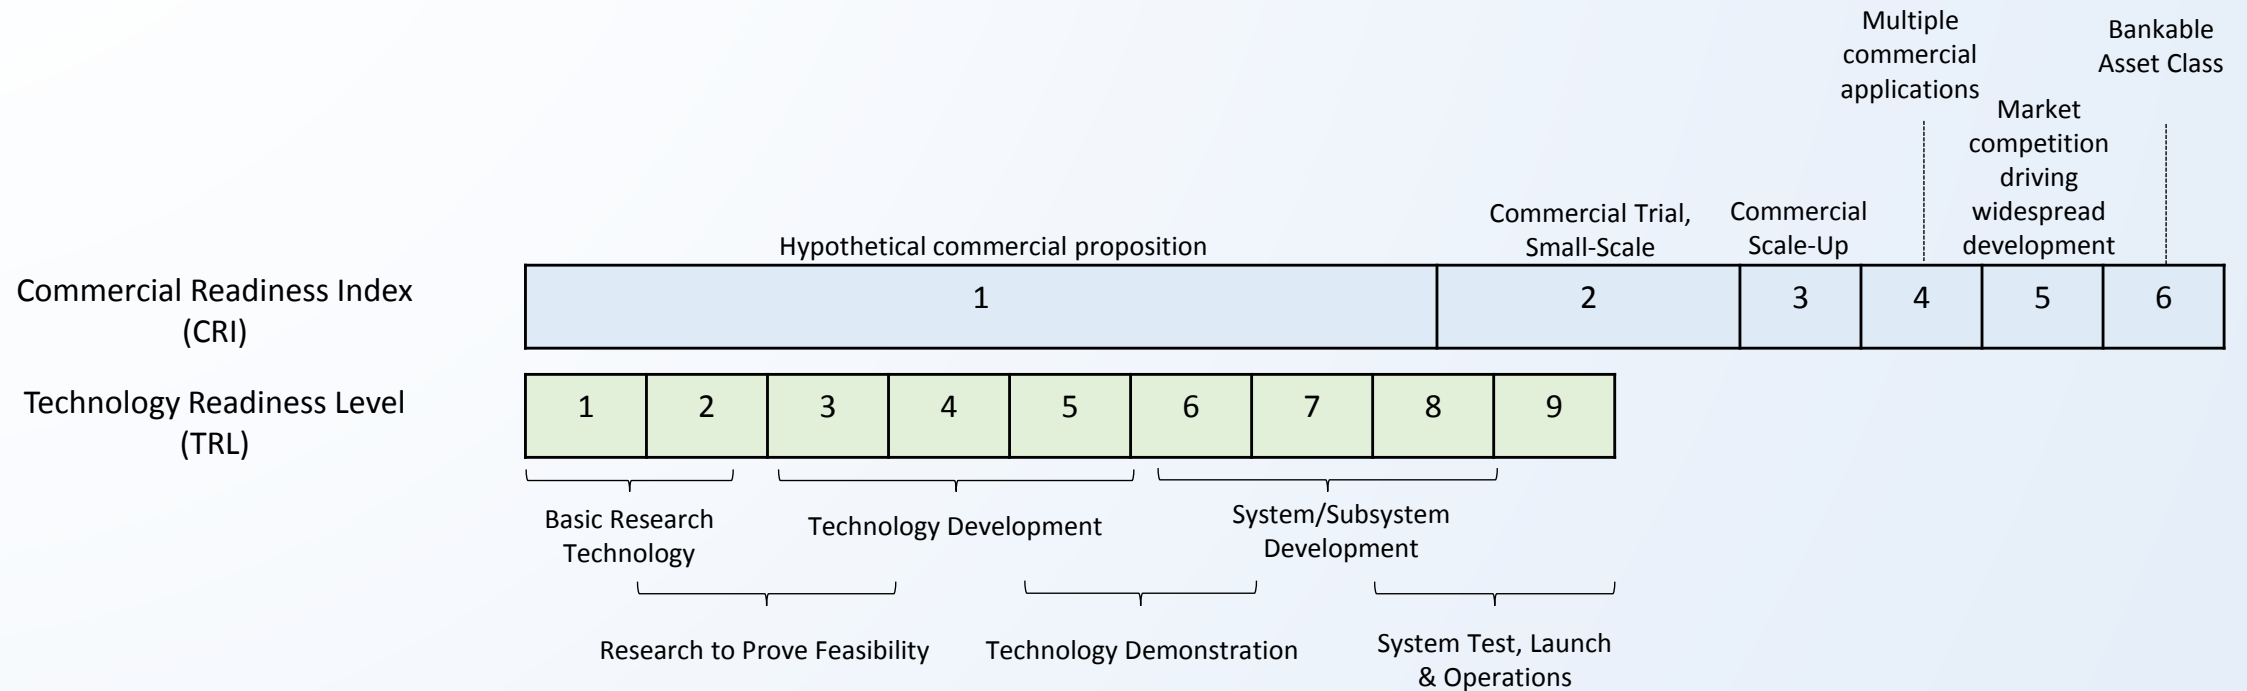 Multiple
commercial
applications
Bankable
Asset Class
Market
competition
driving
widespread
development
Hypothetical commercial proposition
Commercial Trial,
Small-Scale
Commercial
Scale-Up
Commercial Readiness Index
(CRI)
1 2 3 4 5 6
Technology Readiness Level
(TRL)
1 2 3 4 5 6 7 8 9
Basic Research
Technology
Technology Development
System/Subsystem
Development
Research to Prove Feasibility
Technology Demonstration
System Test, Launch
& Operations